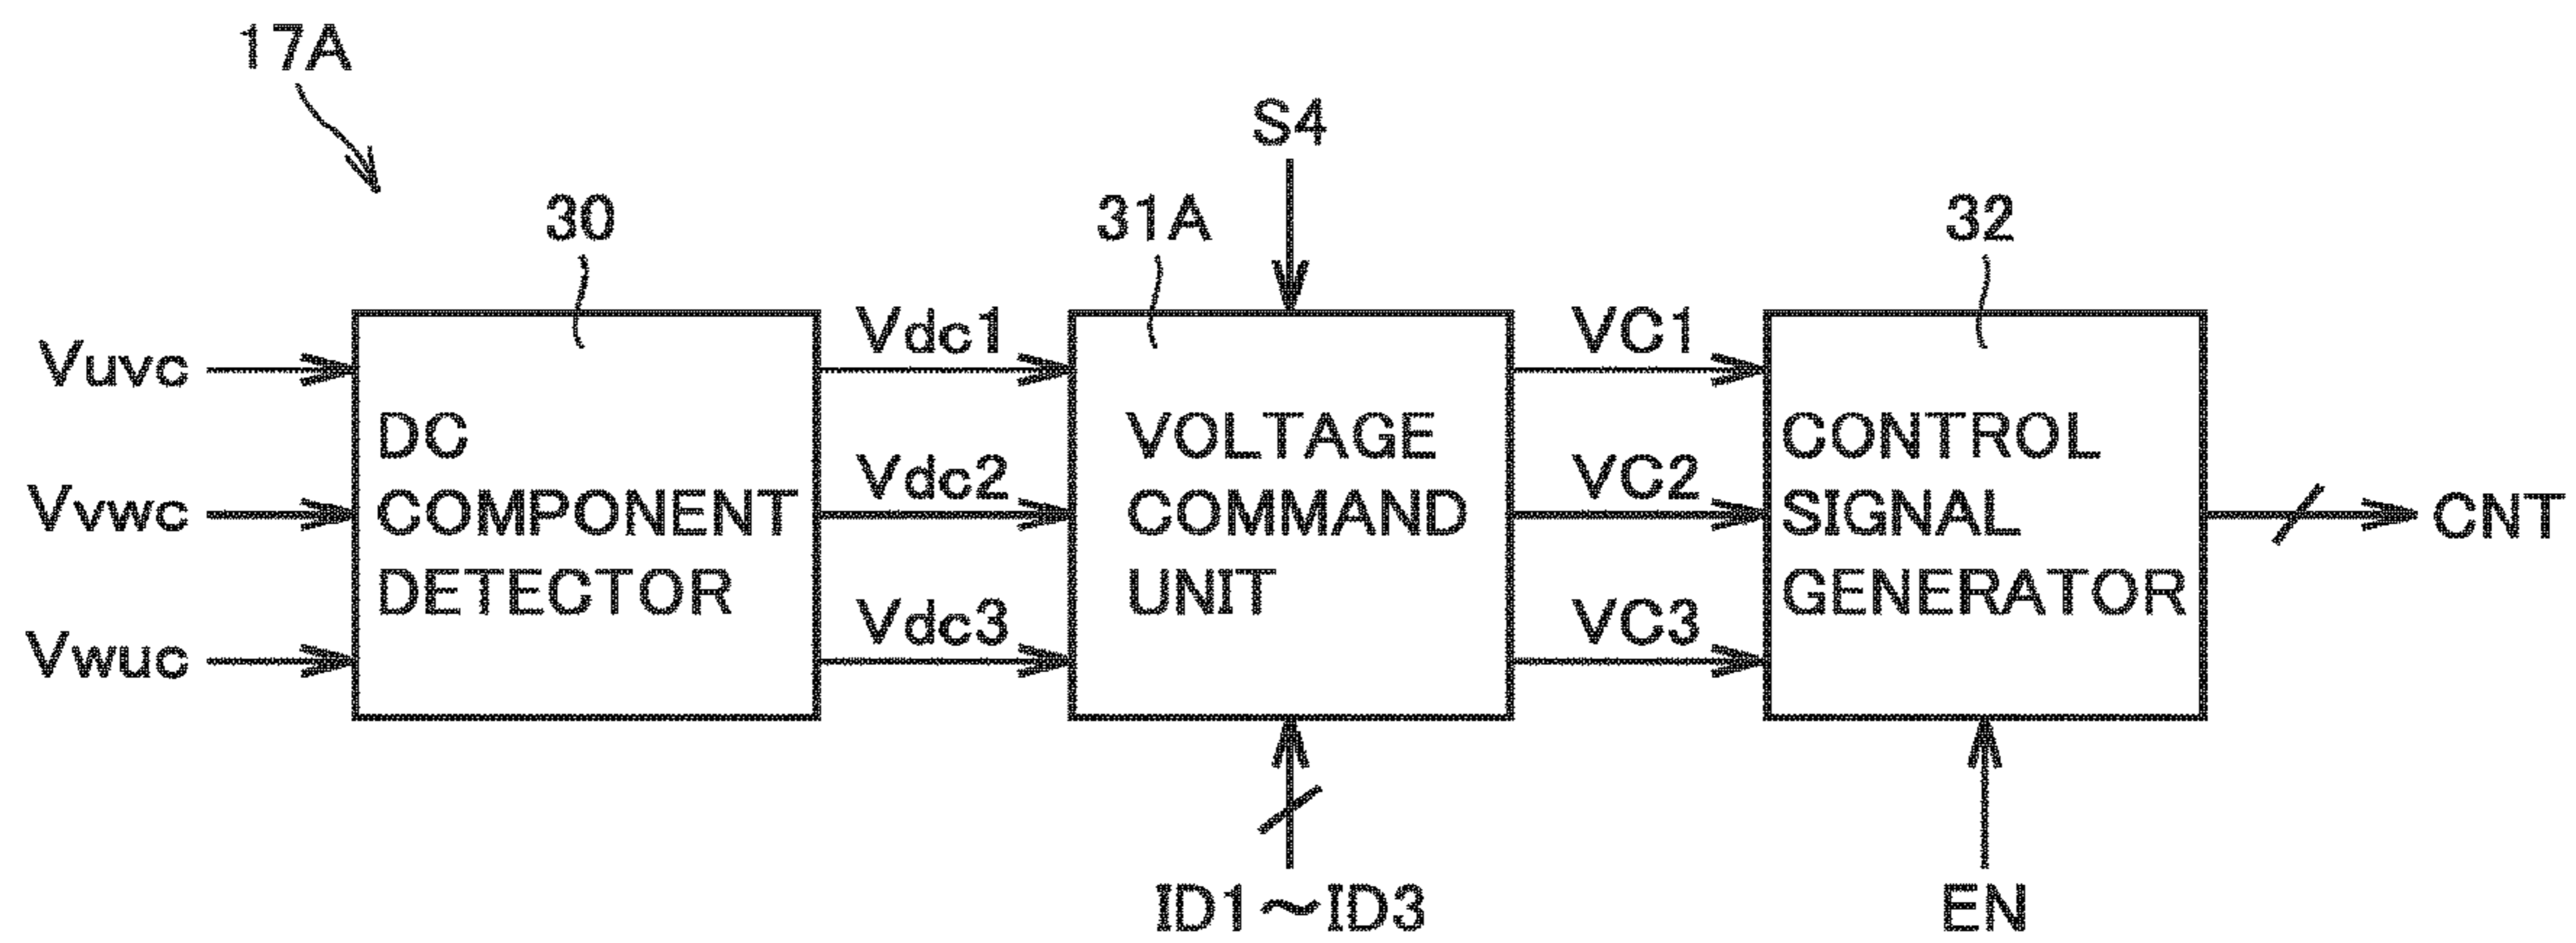 17A
S4
30
31A
32
Vuvc
Vvwc
Vwuc
DC
COMPONENT
DETECTOR
Vdc1
Vdc2
Vdc3
VOLTAGE
COMMAND
UNIT
VC1
VC2
VC3
CONTROL
SIGNAL
GENERATOR
CNT
ID1～ID3
EN